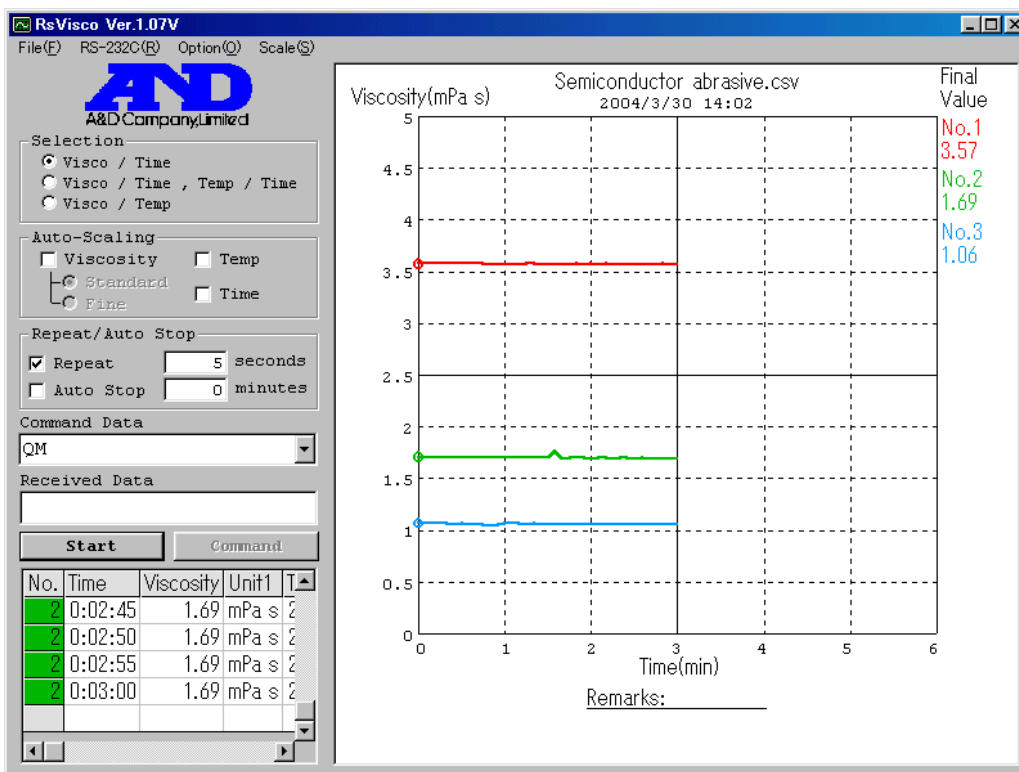 RsVisco Ver.1.07V
File(F) RS-232C(R) Option(O) Scale(S)
AND
A&D Company,Limited
Selection
Visco / Time
Visco / Time , Temp / Time
Visco / Temp
Auto-Scaling
Viscosity Temp
Standard
Time
Fine
Repeat/Auto Stop
Repeat 5 seconds
Auto Stop 0 minutes
Command Data
QM
Received Data
Start Command
No. Time Viscosity Unit1 T
2 0:02:45 1.69 mPa s 2
2 0:02:50 1.69 mPa s 2
2 0:02:55 1.69 mPa s 2
2 0:03:00 1.69 mPa s 2
Viscosity(mPa s)
Semiconductor abrasive.csv
2004/3/30 14:02
Final
Value
No.1
3.57
No.2
1.69
No.3
1.06
5
4.5
4
3.5
3
2.5
2
1.5
1
0.5
0
0 1 2 3 4 5 6
Time(min)
Remarks: